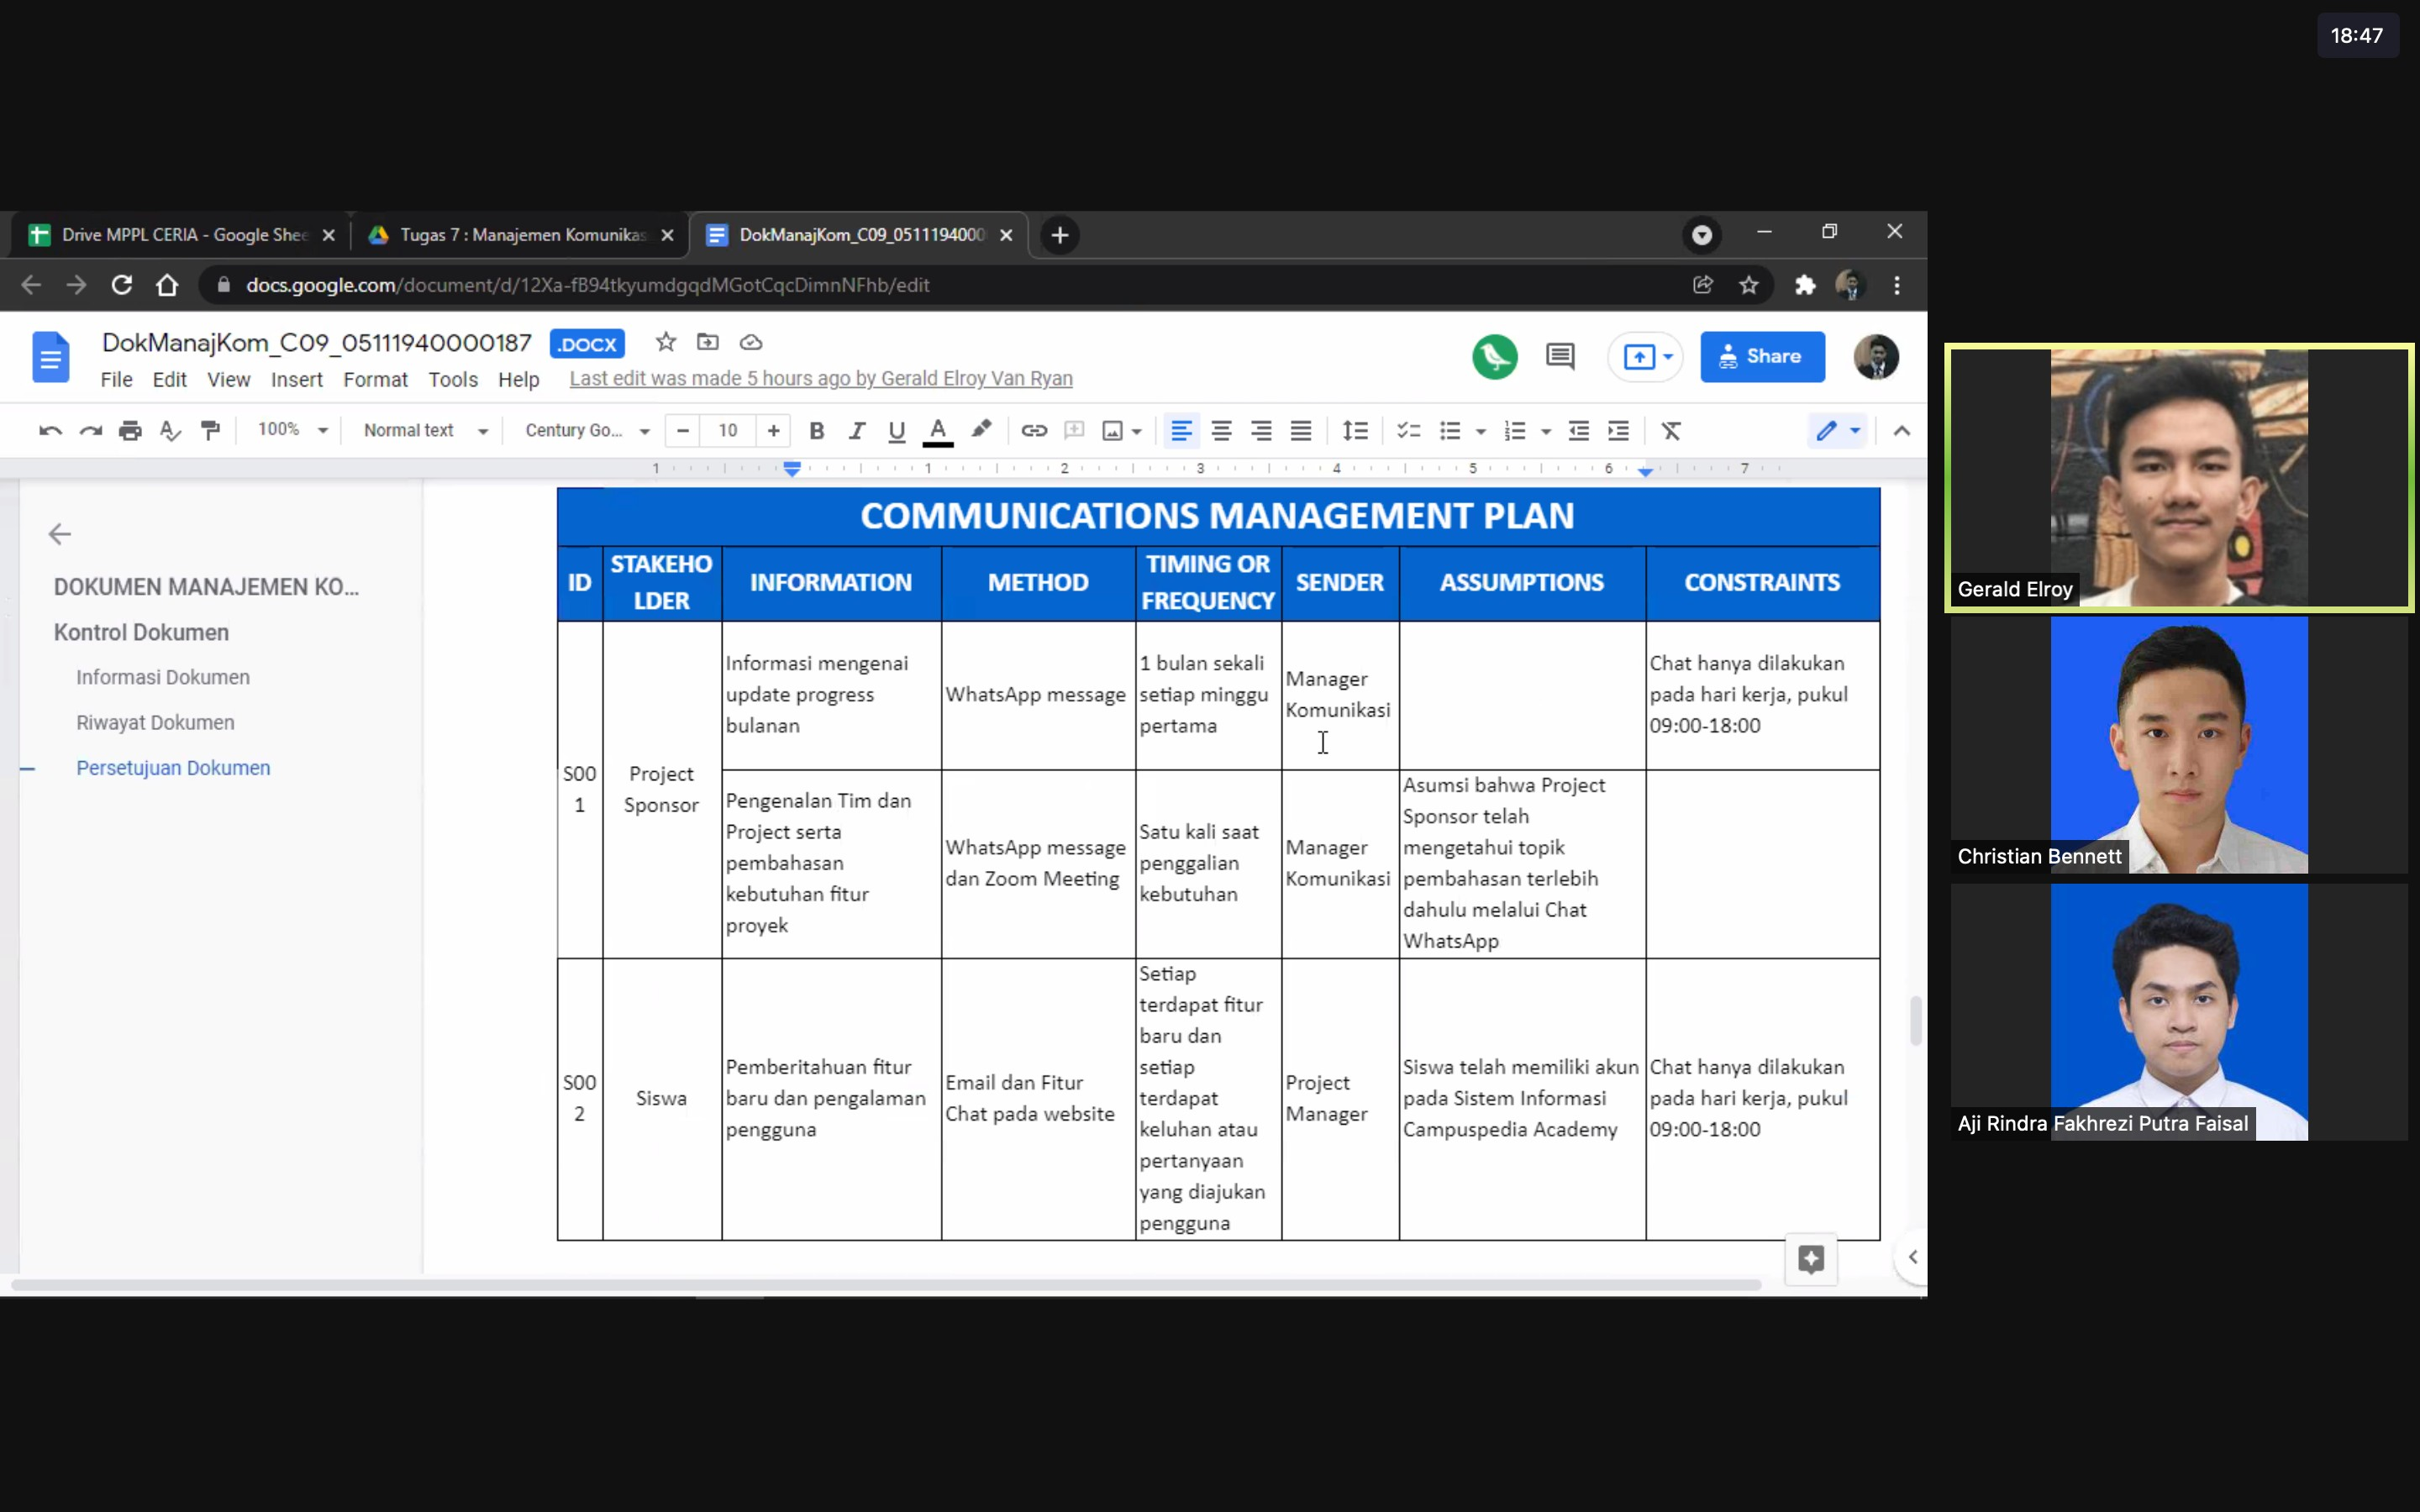 18:47
Drive MPPL CERIA - Google Shee
Tugas 7 : Manajemen Komunikas
DokManajKom_C09_0511194000
docs.google.com/document/d/12Xa-fB94tkyumdgqdMGotCqcDimnNFhb/edit
DokManajKom_C09_05111940000187
.DOCX
Share
File Edit View Insert Format Tools Help
Last edit was made 5 hours ago by Gerald Elroy Van Ryan
100%
Normal text
Century Go...
10
B I U A
1 1 2 3 4 5 6 7
DOKUMEN MANAJEMEN KO...
Kontrol Dokumen
Informasi Dokumen
Riwayat Dokumen
Persetujuan Dokumen
COMMUNICATIONS MANAGEMENT PLAN
ID
STAKEHO
LDER
INFORMATION
METHOD
TIMING OR
FREQUENCY
SENDER
ASSUMPTIONS
CONSTRAINTS
S00
1
Project
Sponsor
Informasi mengenai
update progress
bulanan
WhatsApp message
1 bulan sekali
setiap minggu
pertama
Manager
Komunikasi
Chat hanya dilakukan
pada hari kerja, pukul
09:00-18:00
Pengenalan Tim dan
Project serta
pembahasan
kebutuhan fitur
proyek
WhatsApp message
dan Zoom Meeting
Satu kali saat
penggalian
kebutuhan
Manager
Komunikasi
Asumsi bahwa Project
Sponsor telah
mengetahui topik
pembahasan terlebih
dahulu melalui Chat
WhatsApp
S00
2
Siswa
Pemberitahuan fitur
baru dan pengalaman
pengguna
Email dan Fitur
Chat pada website
Setiap
terdapat fitur
baru dan
setiap
terdapat
keluhan atau
pertanyaan
yang diajukan
pengguna
Project
Manager
Siswa telah memiliki akun
pada Sistem Informasi
Campuspedia Academy
Chat hanya dilakukan
pada hari kerja, pukul
09:00-18:00
Gerald Elroy
Christian Bennett
Aji Rindra Fakhrezi Putra Faisal